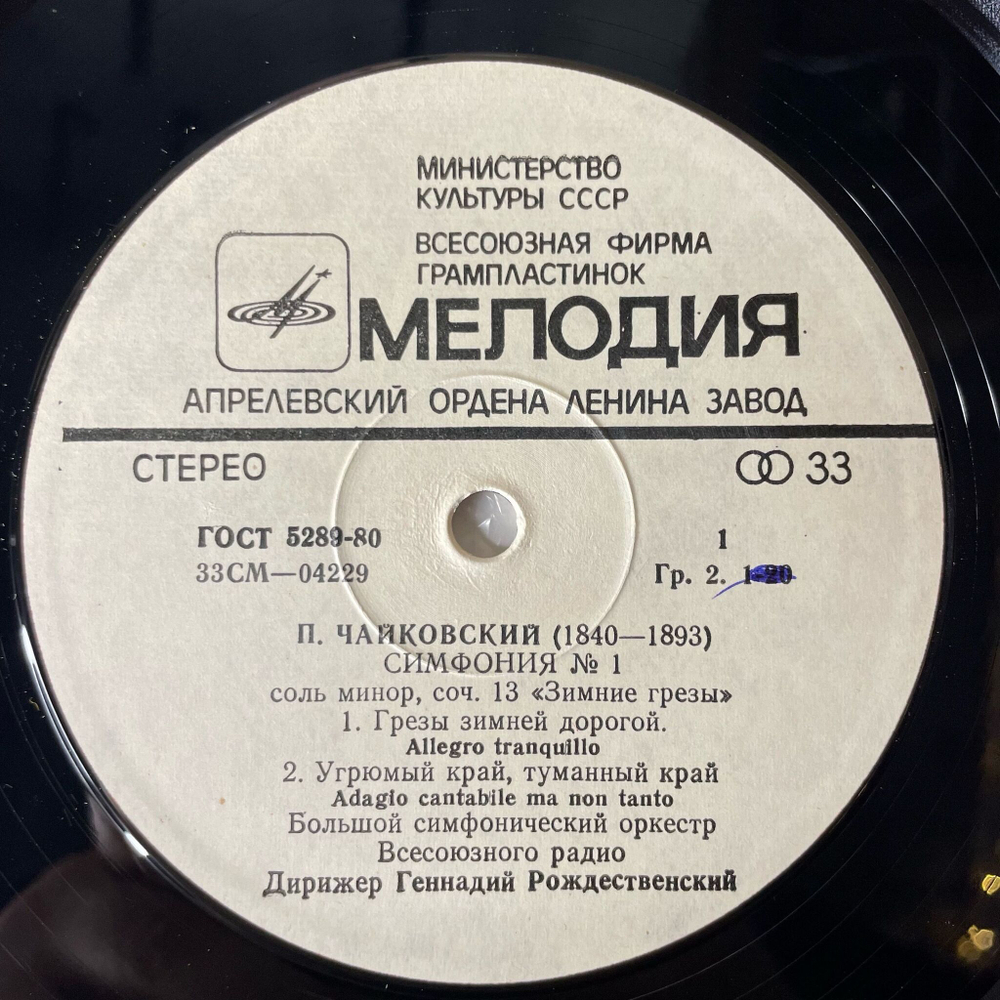 МИНИСТЕРСТВО
КУЛЬТУРЫ СССР
ВСЕСОЮЗНАЯ ФИРМА
ГРАМПЛАСТИНОК
МЕЛОДИЯ
АПРЕЛЕВСКИЙ ОРДЕНА ЛЕНИНА ЗАВОД
СТЕРЕО 33
ГОСТ 5289-80 1
33СМ—04229 Гр. 2. 1-20
П. ЧАЙКОВСКИЙ (1840—1893)
СИМФОНИЯ № 1
соль минор, соч. 13 «Зимние грезы»
1. Грезы зимней дорогой.
Allegro tranquillo
2. Угрюмый край, туманный край
Adagio cantabile ma non tanto
Большой симфонический оркестр
Всесоюзного радио
Дирижер Геннадий Рождественский